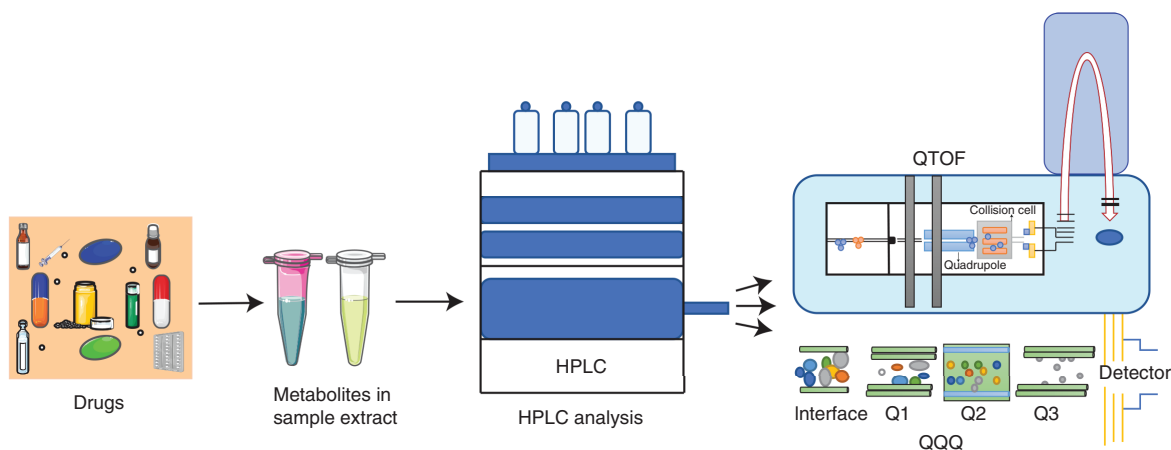 Drugs
Metabolites in
sample extract
HPLC
HPLC analysis
QTOF
Collision cell
Quadrupole
Interface
Q1
Q2
Q3
Detector
QQQ